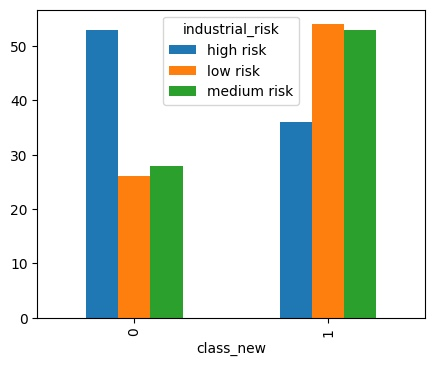 industrial_risk
high risk
low risk
medium risk
50
40
30
20
10
0
0
1
class_new